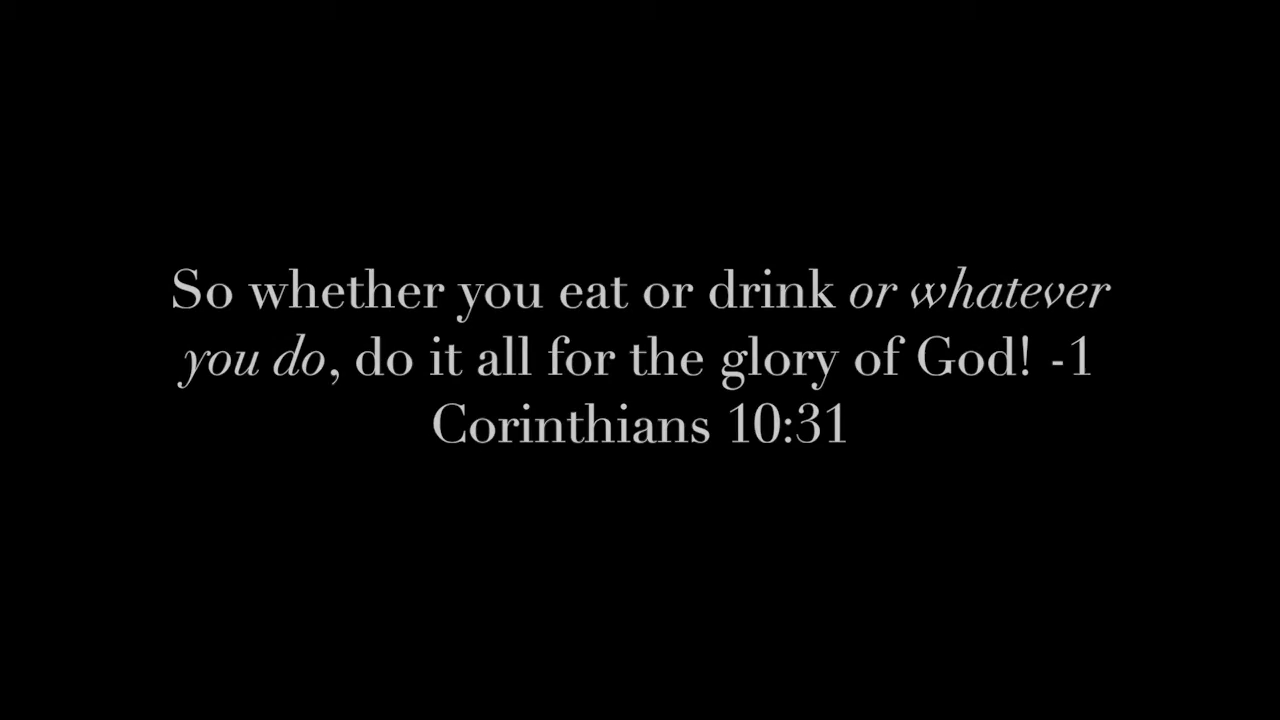 So whether you eat or drink or whatever
you do, do it all for the glory of God! -1
Corinthians 10:31